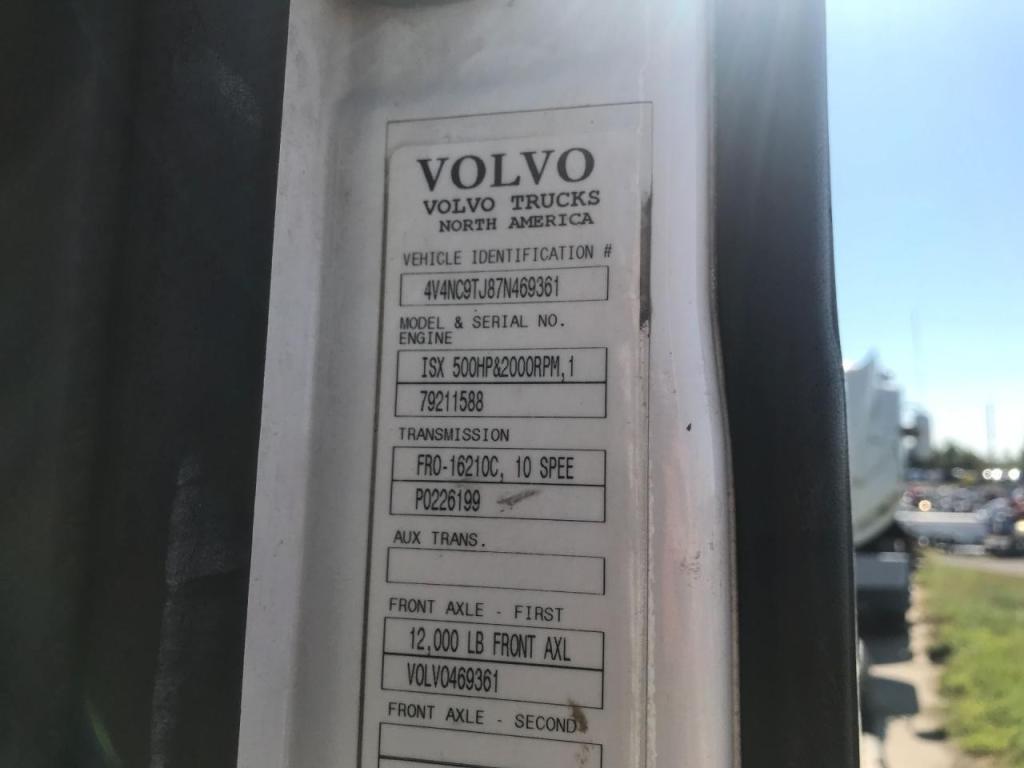 VOLVO
VOLVO TRUCKS
NORTH AMERICA
VEHICLE IDENTIFICATION #
4V4NC9TJ87N469361
MODEL & SERIAL NO.
ENGINE
ISX 500HP&2000RPM,1
79211588
TRANSMISSION
FRO-16210C, 10 SPEE
P0226199
AUX TRANS.
FRONT AXLE - FIRST
12,000 LB FRONT AXL
VOLVO469361
FRONT AXLE - SECOND